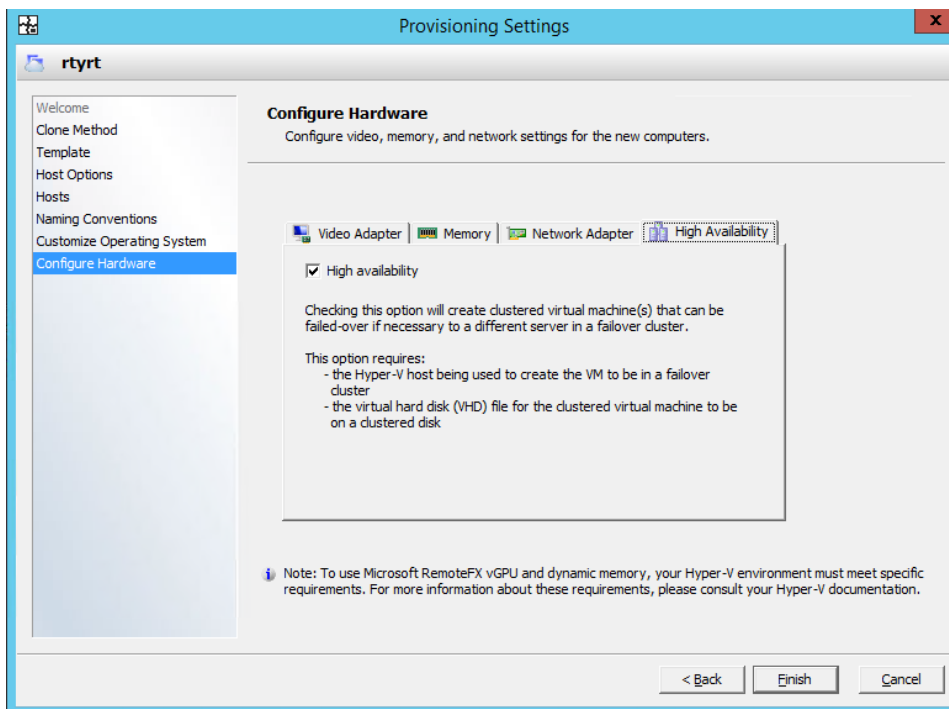 Provisioning Settings
x
rtyrt
Welcome
Clone Method
Template
Host Options
Hosts
Naming Conventions
Customize Operating System
Configure Hardware
Configure Hardware
Configure video, memory, and network settings for the new computers.
Video Adapter
Memory
Network Adapter
High Availability
High availability
Checking this option will create clustered virtual machine(s) that can be
failed-over if necessary to a different server in a failover cluster.
This option requires:
- the Hyper-V host being used to create the VM to be in a failover
cluster
- the virtual hard disk (VHD) file for the clustered virtual machine to be
on a clustered disk
Note: To use Microsoft RemoteFX vGPU and dynamic memory, your Hyper-V environment must meet specific
requirements. For more information about these requirements, please consult your Hyper-V documentation.
< Back
Finish
Cancel